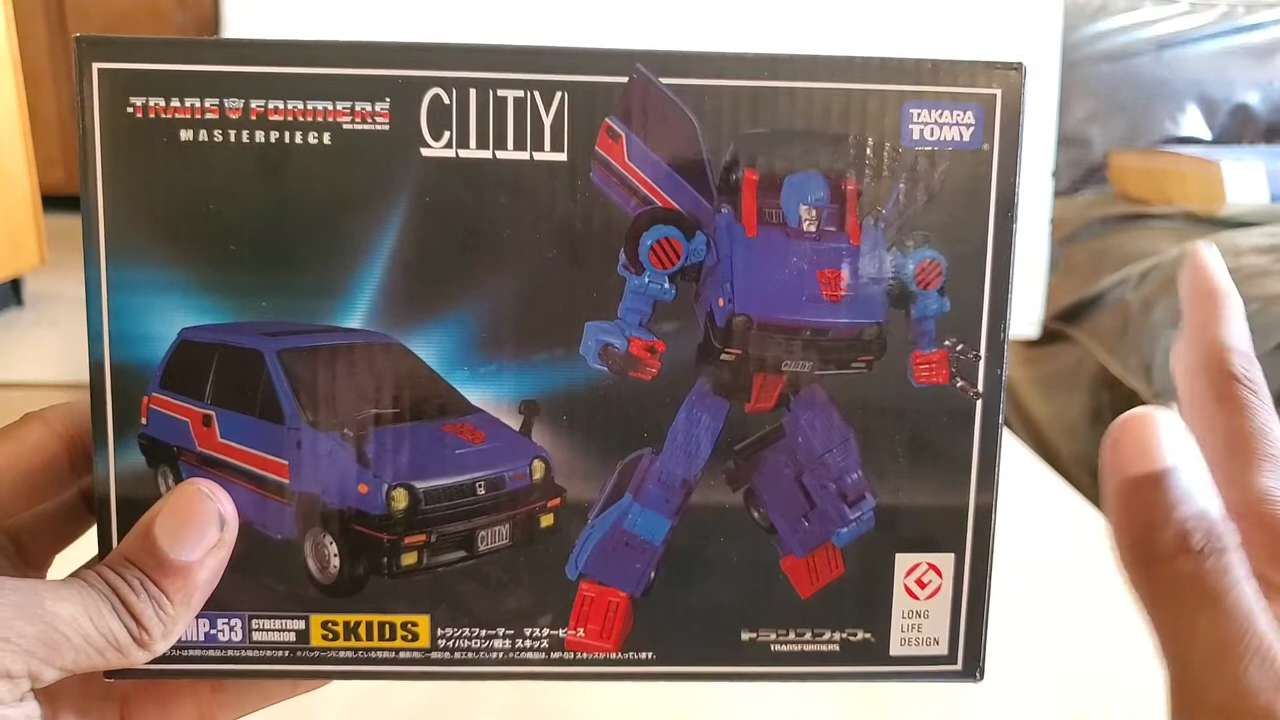 TRANSFORMERS
MASTERPIECE
CITY
TAKARA
TOMY
CITY
CITY
MP-53
CYBERTRON
WARRIOR
SKIDS
トランスフォーマー マスターピース
サイバトロン/戦士 スキッズ
トランスフォーマー
TRANSFORMERS
LONG
LIFE
DESIGN